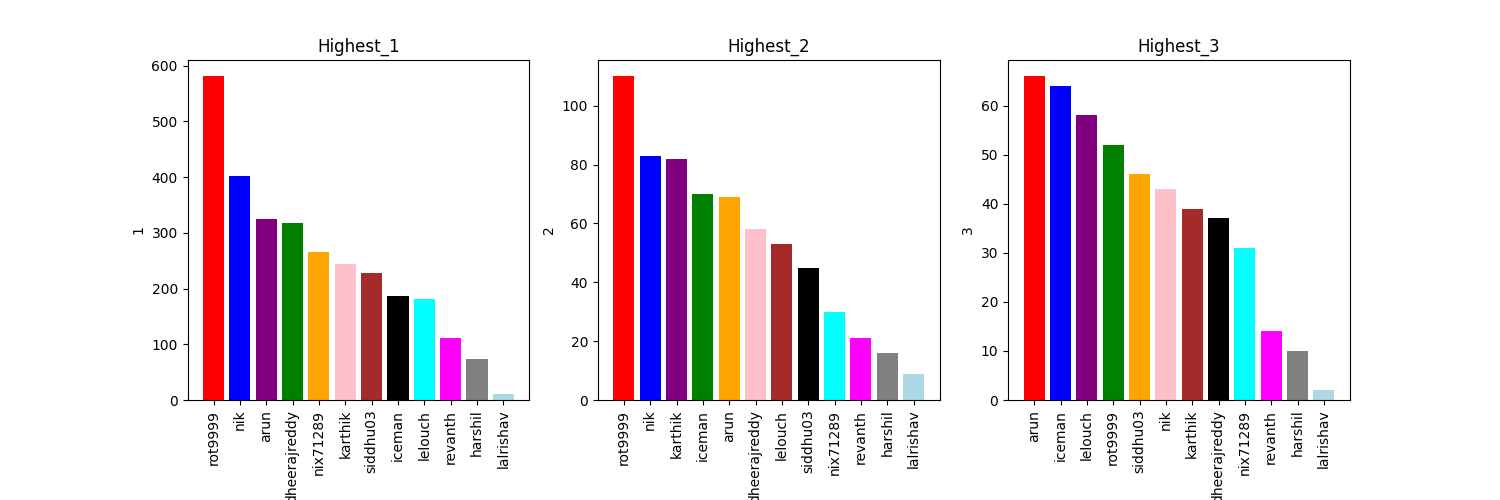 Highest_1
1
600
500
400
300
200
100
0
rot9999
nik
arun
dheerajreddy
nix71289
karthik
siddhu03
iceman
lelouch
revanth
harshil
lalrishav
Highest_2
2
100
80
60
40
20
0
rot9999
nik
karthik
iceman
arun
dheerajreddy
lelouch
siddhu03
nix71289
revanth
harshil
lalrishav
Highest_3
3
60
50
40
30
20
10
0
arun
iceman
lelouch
rot9999
siddhu03
nik
karthik
dheerajreddy
nix71289
revanth
harshil
lalrishav